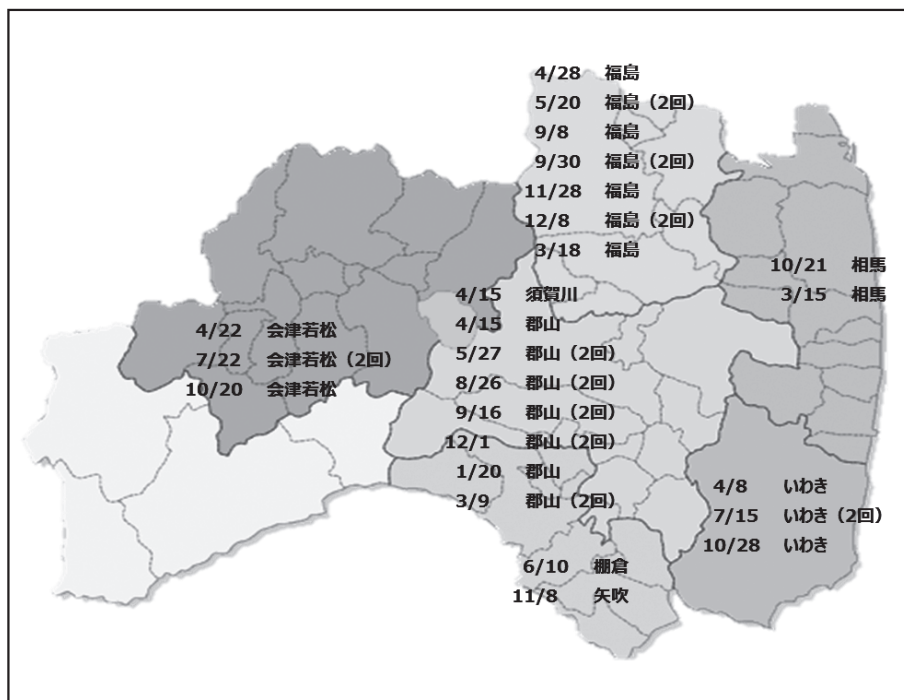 4/28 福島
5/20 福島（2回）
9/8 福島
9/30 福島（2回）
11/28 福島
12/8 福島（2回）
3/18 福島
10/21 相馬
3/15 相馬
4/15 須賀川
4/15 郡山
5/27 郡山（2回）
8/26 郡山（2回）
9/16 郡山（2回）
12/1 郡山（2回）
1/20 郡山
3/9 郡山（2回）
4/22 会津若松
7/22 会津若松（2回）
10/20 会津若松
4/8 いわき
7/15 いわき（2回）
10/28 いわき
6/10 棚倉
11/8 矢吹